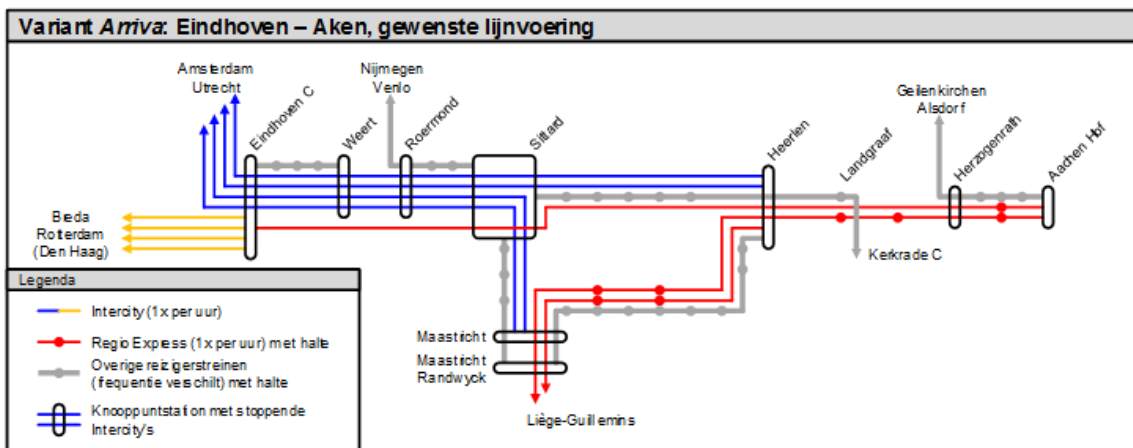 Variant Arriva: Eindhoven – Aken, gewenste lijnvoering
Amsterdam
Utrecht
Nijmegen
Venlo
Geilenkirchen
Alsdorf
Eindhoven C
Weert
Roermond
Sittard
Heerlen
Landgraaf
Herzogenrath
Aachen Hbf
Breda
Rotterdam
(Den Haag)
Kerkrade C
Legenda
Intercity (1x per uur)
Regio Express (1x per uur) met halte
Overige reizigerstreinen
(fequentie verschilt) met halte
Knooppuntstation met stoppende
Intercity's
Maastricht
Maastricht
Randwyck
Liège-Guillemins